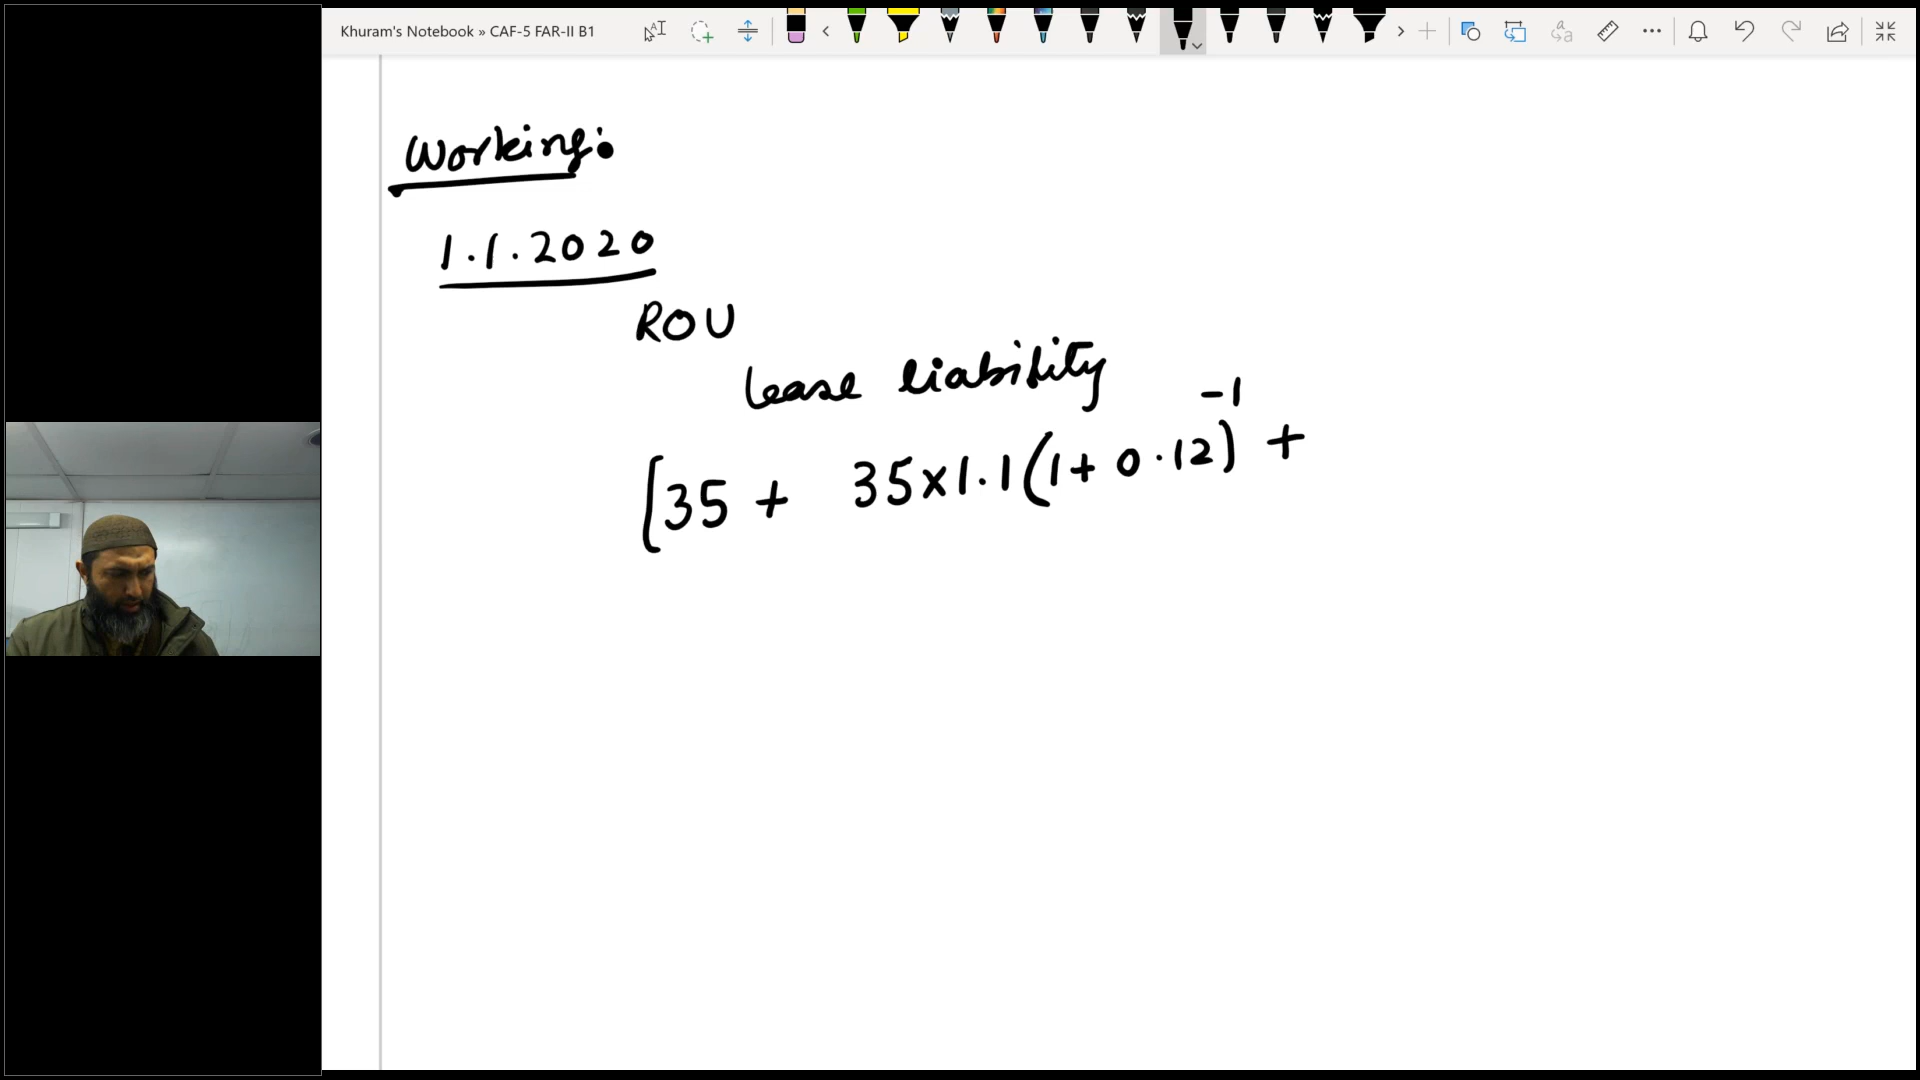 Khuram's Notebook » CAF-5 FAR-II B1
Working:
1.1.2020
ROU
Lease liability
[35 + 35x1.1(1+0.12)⁻¹ +